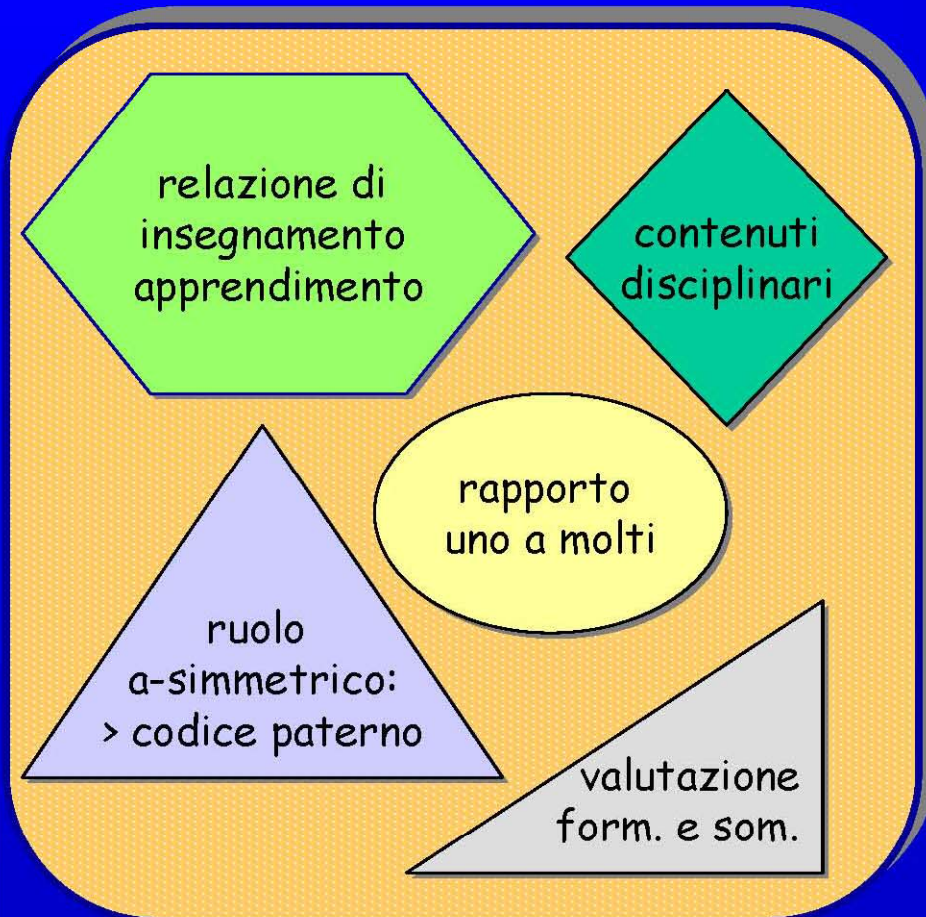 relazione di
insegnamento
apprendimento
contenuti
disciplinari
rapporto
uno a molti
ruolo
a-simmetrico:
> codice paterno
valutazione
form. e som.